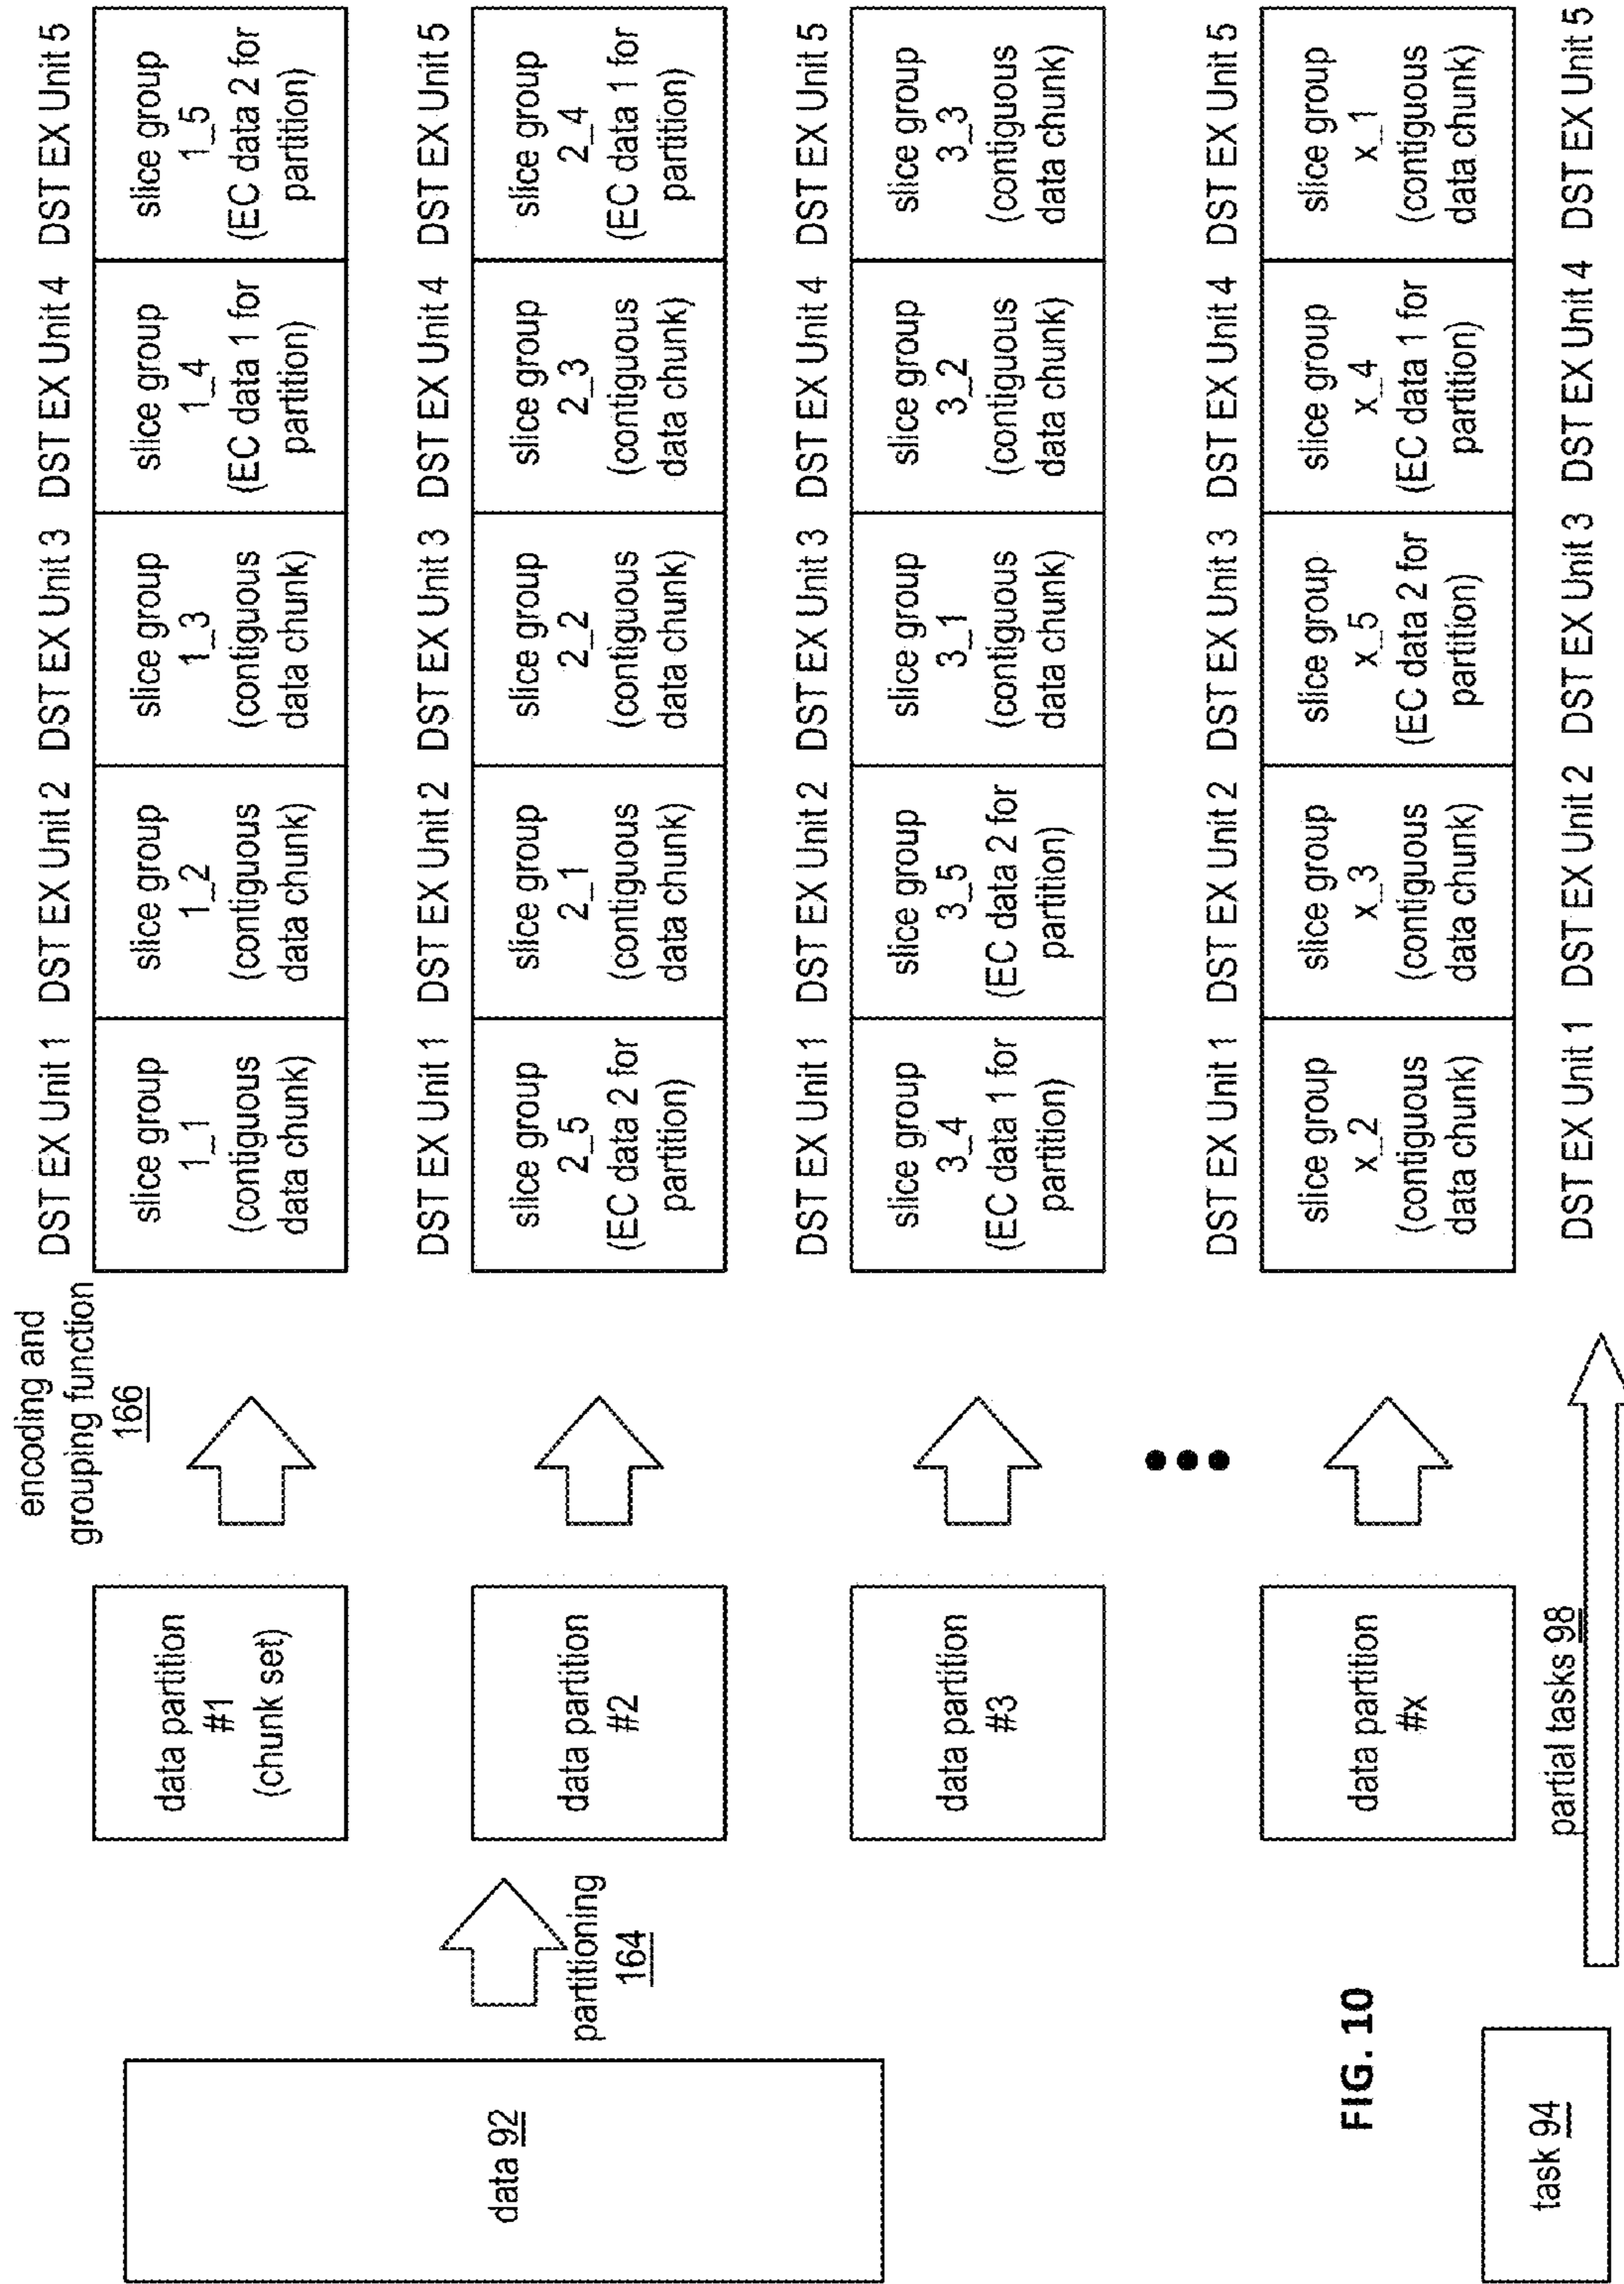 encoding and
grouping function
166
DST EX Unit 1 DST EX Unit 2 DST EX Unit 3 DST EX Unit 4 DST EX Unit 5
data partition
#1
(chunk set)
slice group
1_1
(contiguous
data chunk)
slice group
1_2
(contiguous
data chunk)
slice group
1_3
(contiguous
data chunk)
slice group
1_4
(EC data 1 for
partition)
slice group
1_5
(EC data 2 for
partition)
data 92
partitioning
164
DST EX Unit 1 DST EX Unit 2 DST EX Unit 3 DST EX Unit 4 DST EX Unit 5
data partition
#2
slice group
2_5
(EC data 2 for
partition)
slice group
2_1
(contiguous
data chunk)
slice group
2_2
(contiguous
data chunk)
slice group
2_3
(contiguous
data chunk)
slice group
2_4
(EC data 1 for
partition)
DST EX Unit 1 DST EX Unit 2 DST EX Unit 3 DST EX Unit 4 DST EX Unit 5
data partition
#3
slice group
3_4
(EC data 1 for
partition)
slice group
3_5
(EC data 2 for
partition)
slice group
3_1
(contiguous
data chunk)
slice group
3_2
(contiguous
data chunk)
slice group
3_3
(contiguous
data chunk)
DST EX Unit 1 DST EX Unit 2 DST EX Unit 3 DST EX Unit 4 DST EX Unit 5
data partition
#x
slice group
x_2
(contiguous
data chunk)
slice group
x_3
(contiguous
data chunk)
slice group
x_5
(EC data 2 for
partition)
slice group
x_4
(EC data 1 for
partition)
slice group
x_1
(contiguous
data chunk)
FIG. 10
task 94
partial tasks 98
DST EX Unit 1 DST EX Unit 2 DST EX Unit 3 DST EX Unit 4 DST EX Unit 5